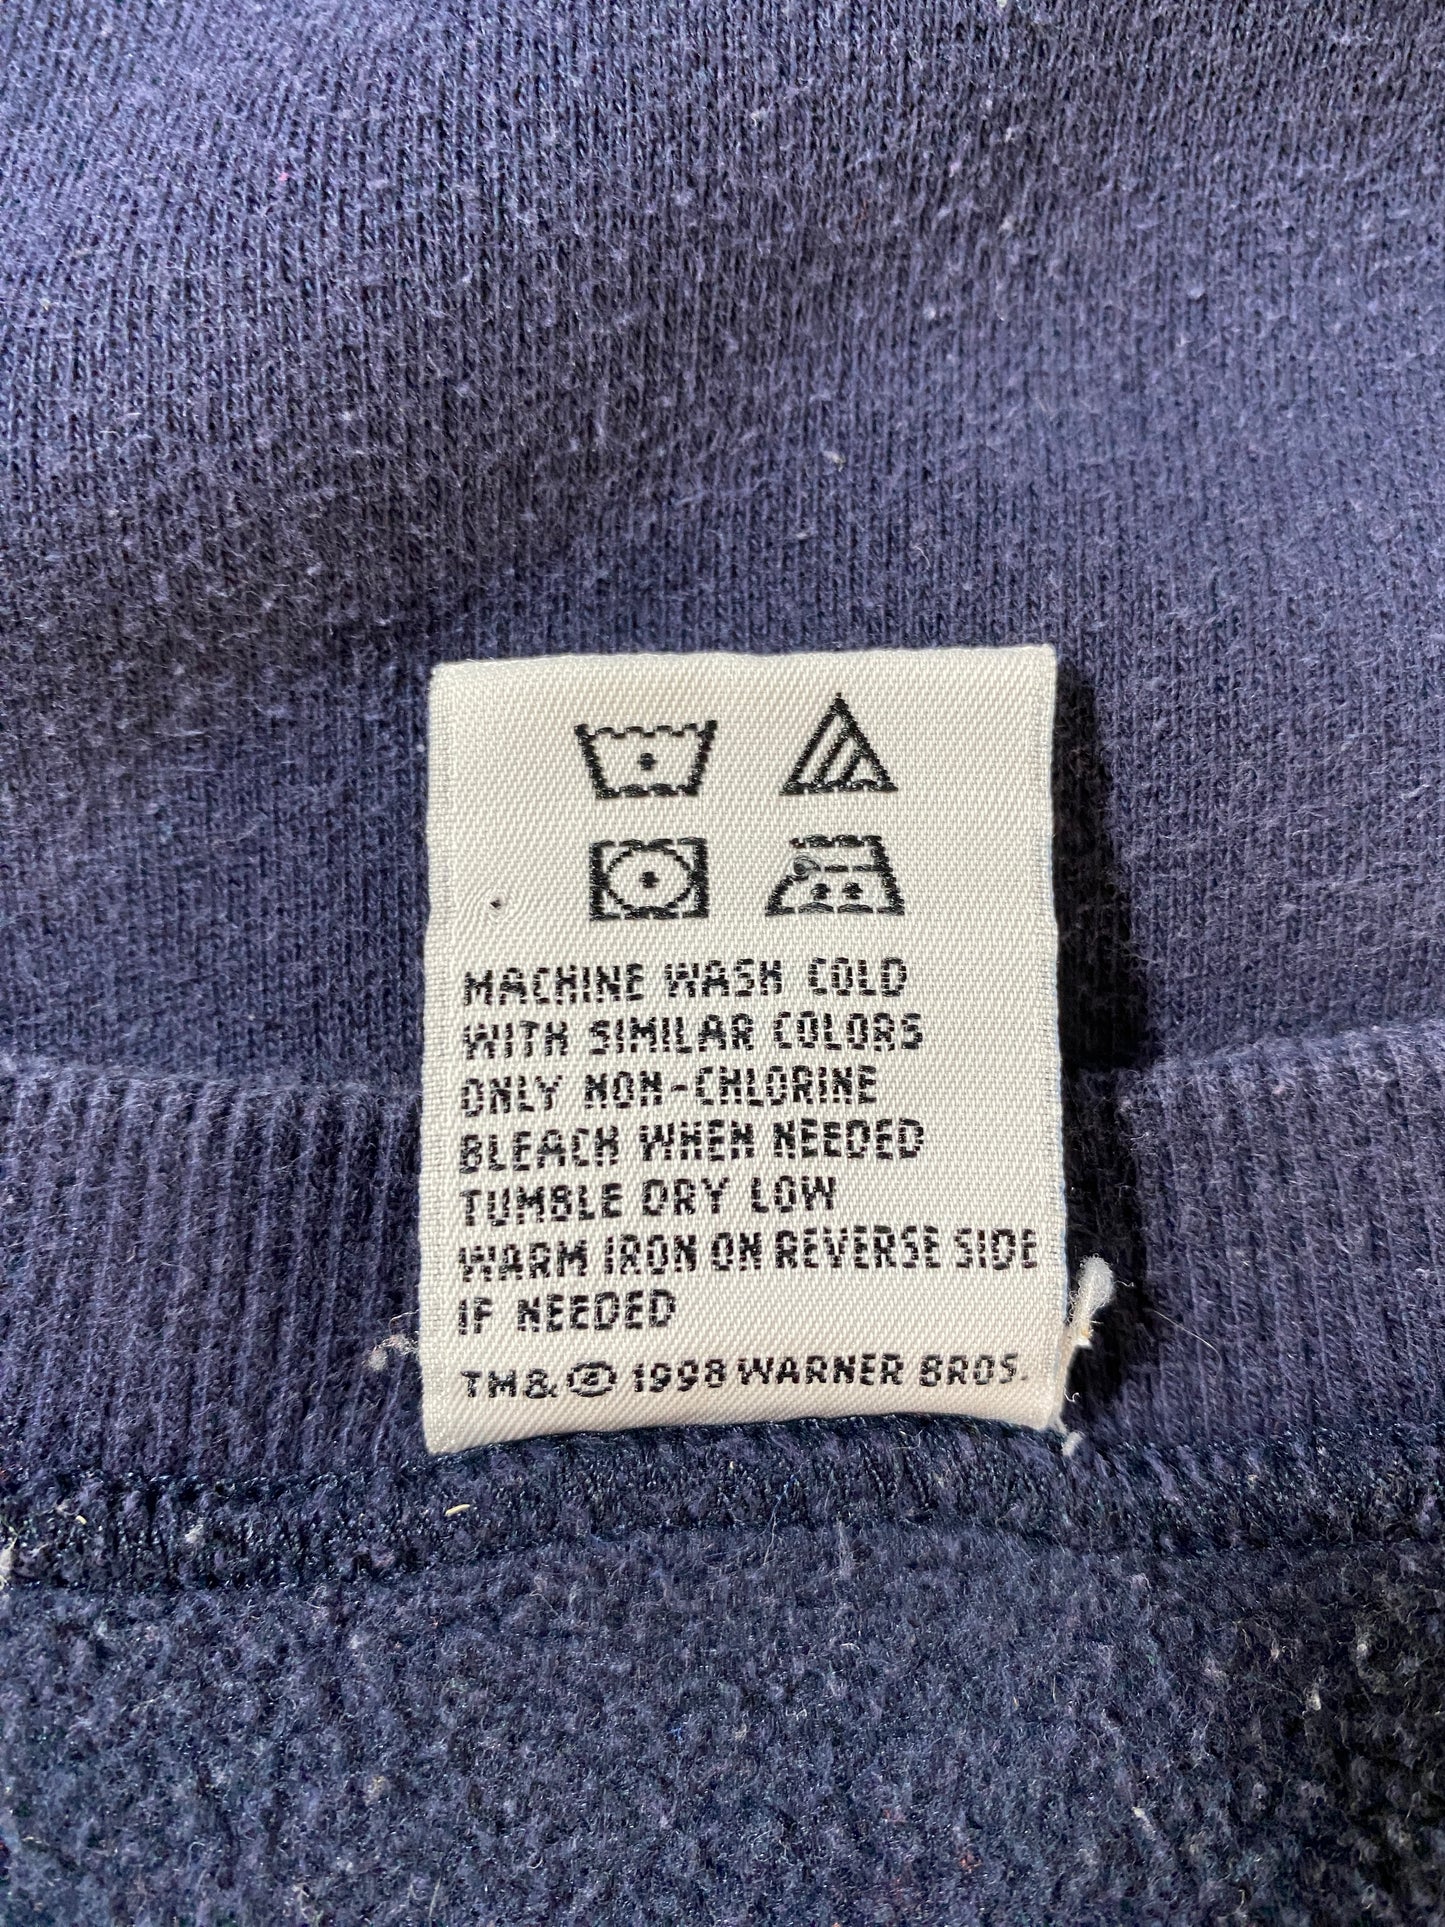 MACHINE WASH COLD
WITH SIMILAR COLORS
ONLY NON-CHLORINE
BLEACH WHEN NEEDED
TUMBLE DRY LOW
WARM IRON ON REVERSE SIDE
IF NEEDED
TM & © 1998 WARNER BROS.